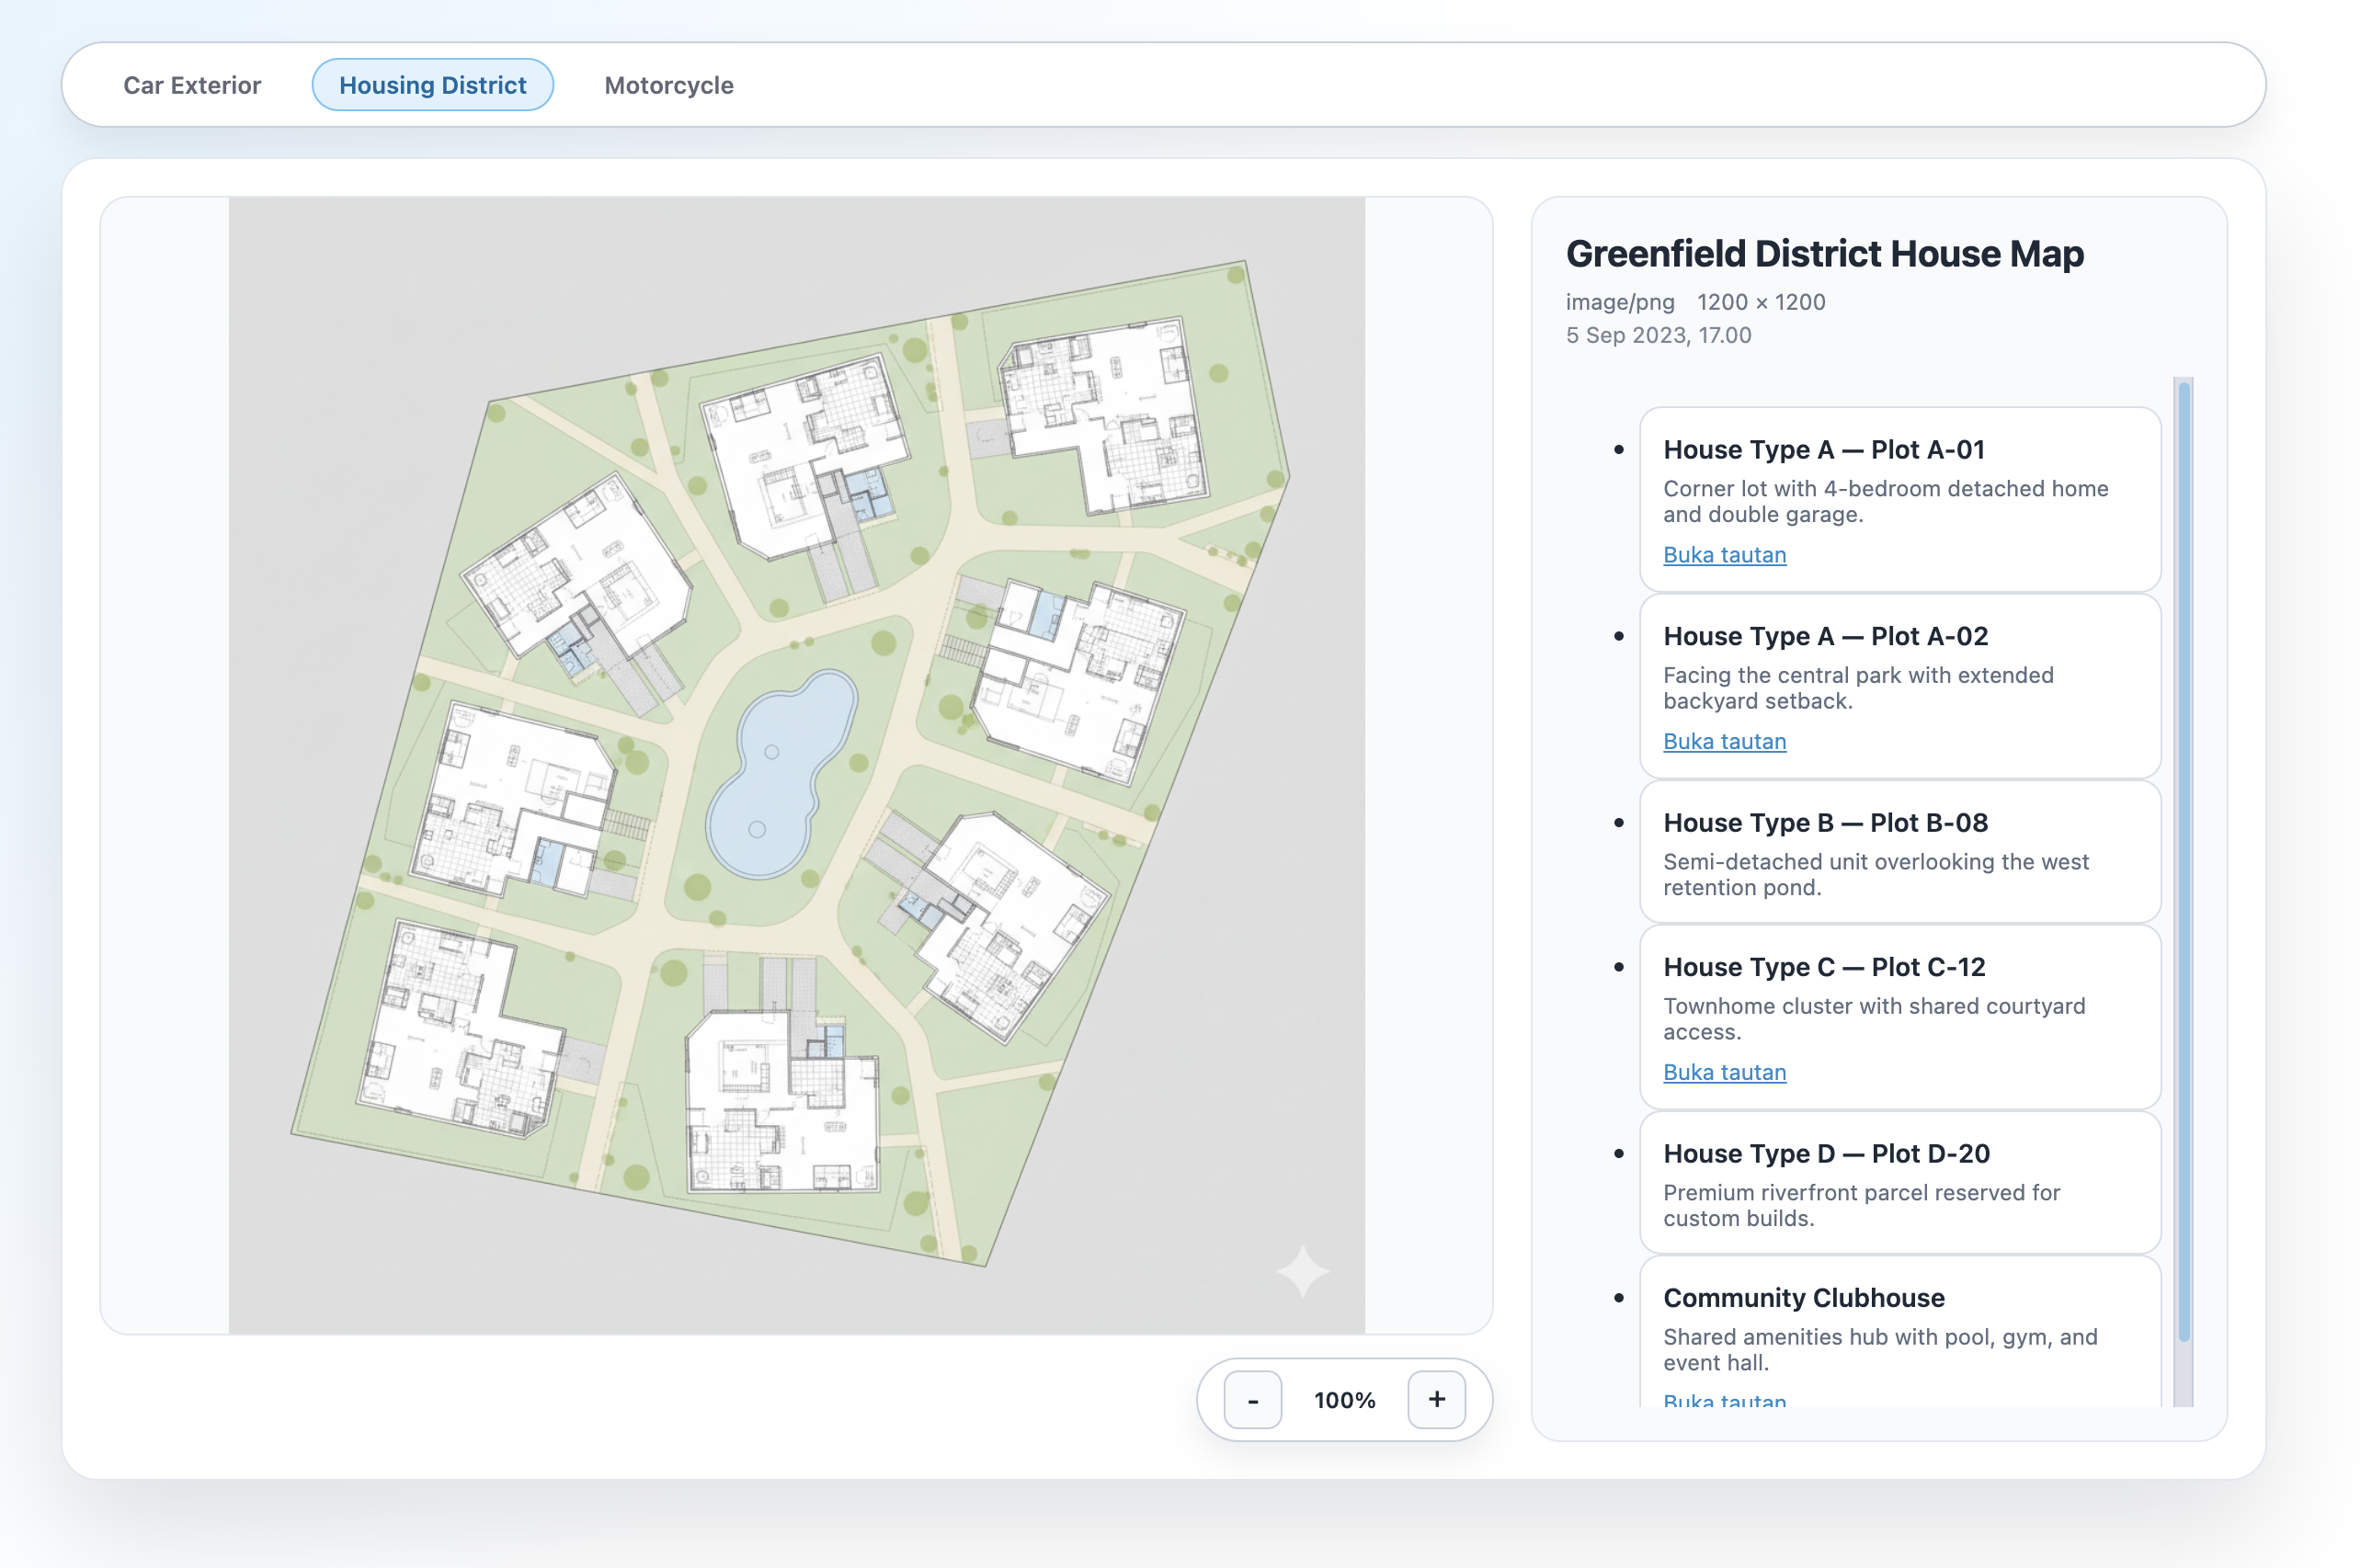 Car Exterior
Housing District
Motorcycle
Greenfield District House Map
image/png 1200 × 1200
5 Sep 2023, 17.00
House Type A — Plot A-01
Corner lot with 4-bedroom detached home
and double garage.
Buka tautan
House Type A — Plot A-02
Facing the central park with extended
backyard setback.
Buka tautan
House Type B — Plot B-08
Semi-detached unit overlooking the west
retention pond.
House Type C — Plot C-12
Townhome cluster with shared courtyard
access.
Buka tautan
House Type D — Plot D-20
Premium riverfront parcel reserved for
custom builds.
Community Clubhouse
Shared amenities hub with pool, gym, and
event hall.
Buka tautan
- 100% +